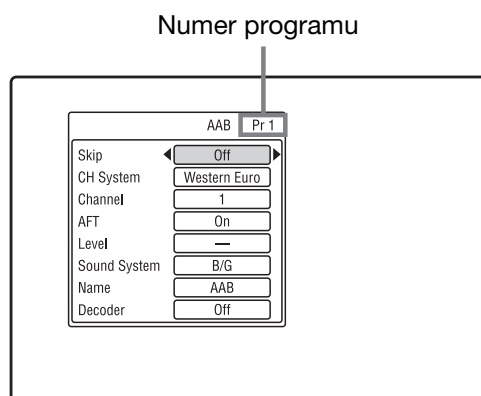 Numer programu
AAB Pr 1
Skip Off
CH System Western Euro
Channel 1
AFT On
Level —
Sound System B/G
Name AAB
Decoder Off